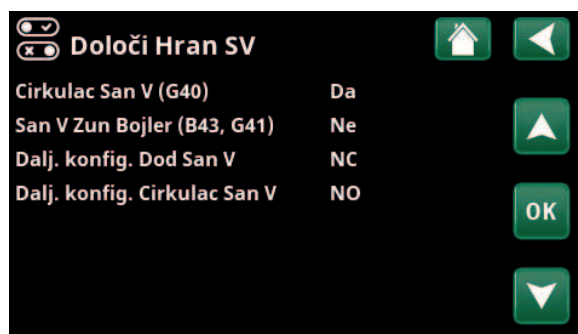 Določi Hran SV
Cirkulac San V (G40) Da
San V Zun Bojler (B43, G41) Ne
Dalj. konfig. Dod San V NC
Dalj. konfig. Cirkulac San V NO
OK